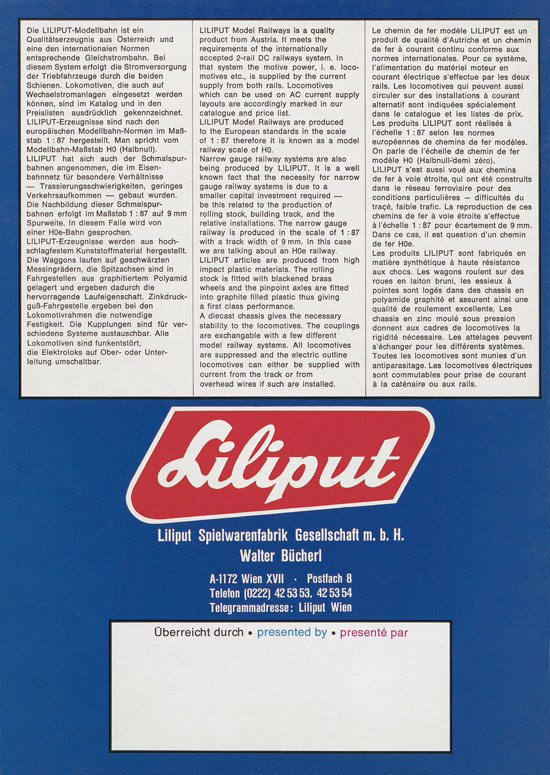 Die LILIPUT-Modellbahn ist ein
Qualitätserzeugnis aus Österreich und
eine den internationalen Normen
entsprechende Gleichstrombahn. Bei
diesem System erfolgt die Stromversorgung
der Triebfahrzeuge durch die beiden
Schienen. Lokomotiven, die auch auf
Wechselstromanlagen eingesetzt werden
können, sind im Katalog und in den
Preislisten ausdrücklich gekennzeichnet.
LILIPUT-Erzeugnisse sind nach den
europäischen Modellbahn-Normen im Maß-
stab 1 : 87 hergestellt. Man spricht vom
Modellbahn-Maßstab H0 (Halbnull).
LILIPUT hat sich auch der Schmalspur-
bahnen angenommen, die im Eisen-
bahnnetz für besondere Verhältnisse
— Trassierungsschwierigkeiten, geringes
Verkehrsaufkommen — gebaut wurden.
Die Nachbildung dieser Schmalspur-
bahnen erfolgt im Maßstab 1 : 87 auf 9 mm
Spurweite. In diesem Falle wird von
einer H0e-Bahn gesprochen.
LILIPUT-Erzeugnisse werden aus hoch-
schlagfestem Kunststoffmaterial hergestellt.
Die Waggons laufen auf geschwärzten
Messingrädern, die Spitzachsen sind in
Fahrgestellen aus graphitiertem Polyamid
gelagert und ergeben dadurch die
hervorragende Laufeigenschaft. Zinkdruck-
guß-Fahrgestelle ergeben bei den
Lokomotivrahmen die notwendige
Festigkeit. Die Kupplungen sind für ver-
schiedene Systeme austauschbar. Alle
Lokomotiven sind funkentstört,
die Elektroloks auf Ober- oder Unter-
leitung umschaltbar.
LILIPUT Model Railways is a quality
product from Austria. It meets the
requirements of the internationally
accepted 2-rail DC railways system. In
that system the motive power, i. e. loco-
motives etc., is supplied by the current
supply from both rails. Locomotives
which can be used on AC current supply
layouts are accordingly marked in our
catalogue and price list.
LILIPUT Model Railways are produced
to the European standards in the scale
of 1 : 87 therefore it is known as a model
railway scale of H0.
Narrow gauge railway systems are also
being produced by LILIPUT. It is a well
known fact that the necessity for narrow
gauge railway systems is due to a
smaller capital investment required —
be this related to the production of
rolling stock, building track, and the
relative installations. The narrow gauge
railway is produced in the scale of 1 : 87
with a track width of 9 mm. In this case
we are talking about an H0e railway.
LILIPUT articles are produced from high
impact plastic materials. The rolling
stock is fitted with blackened brass
wheels and the pinpoint axles are fitted
into graphite filled plastic thus giving
a first class performance.
A diecast chassis gives the necessary
stability to the locomotives. The couplings
are exchangable with a few different
model railway systems. All locomotives
are suppressed and the electric outline
locomotives can either be supplied with
current from the track or from
overhead wires if such are installed.
Le chemin de fer modèle LILIPUT est un
produit de qualité d'Autriche et un chemin
de fer à courant continu conforme aux
normes internationales. Pour ce système,
l'alimentation du matériel moteur en
courant électrique s'effectue par les deux
rails. Les locomotives qui peuvent aussi
circuler sur des installations à courant
alternatif sont indiquées spécialement
dans le catalogue et les listes de prix.
Les produits LILIPUT sont réalisés à
l'échelle 1 : 87 selon les normes
européennes de chemins de fer modèles.
On parle de l'échelle de chemin de fer
modèle H0 (Halbnull-'demi zéro).
LILIPUT s'est aussi voué aux chemins
de fer à voie étroite, qui ont été construits
dans le réseau ferroviaire pour des
conditions particulières — difficultés du
traçé, faible trafic. La reproduction de ces
chemins de fer à voie étroite s'effectue
à l'échelle 1 : 87 pour écartement de 9 mm.
Dans ce cas, il est question d'un chemin
de fer H0e.
Les produits LILIPUT sont fabriqués en
matière synthétique à haute résistance
aux chocs. Les wagons roulent sur des
roues en laiton bruni, les essieux à
pointes sont logés dans des chassis en
polyamide graphité et assurent ainsi une
qualité de roulement excellente. Les
chassis en zinc moulé sous pression
donnent aux cadres de locomotives la
rigidité nécessaire. Les attelages peuvent
s'échanger pour les différents systèmes.
Toutes les locomotives sont munies d'un
antiparasitage. Les locomotives électriques
sont commutables pour prise de courant
à la caténaire ou aux rails.
Liliput
Liliput Spielwarenfabrik Gesellschaft m. b. H.
Walter Bücherl
A-1172 Wien XVII · Postfach 8
Telefon (0222) 42 53 53, 42 53 54
Telegrammadresse: Liliput Wien
Überreicht durch • presented by • presenté par